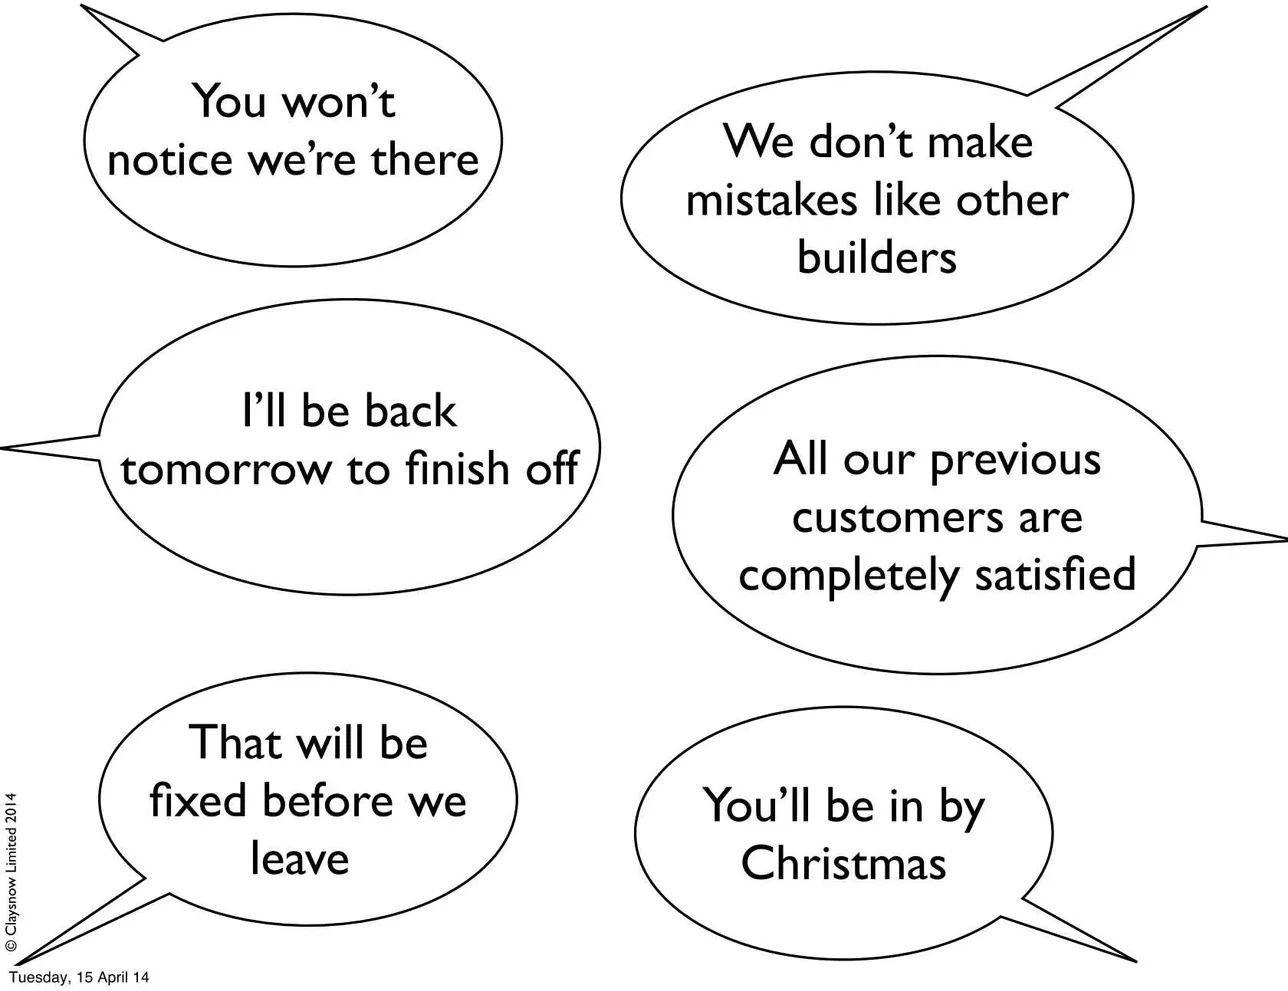 You won’t
notice we’re there
We don’t make
mistakes like other
builders
I’ll be back
tomorrow to finish off
All our previous
customers are
completely satisfied
That will be
fixed before we
leave
You’ll be in by
Christmas
© Claysnow Limited 2014
Tuesday, 15 April 14